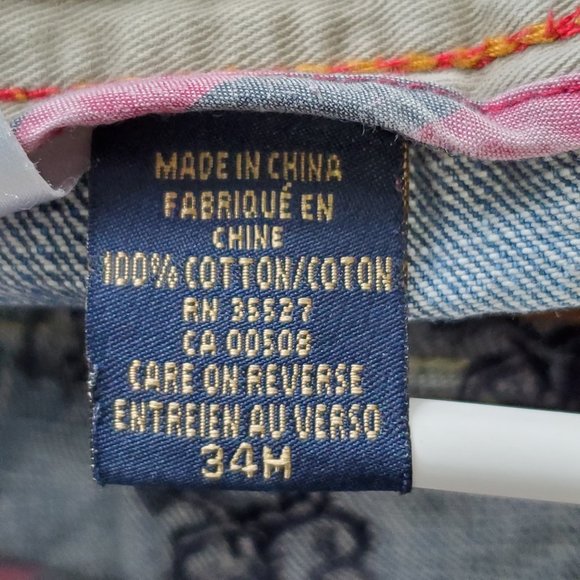 MADE IN CHINA
FABRIQUÉ EN
CHINE
100% COTTON/COTON
RN 35527
CA 00508
CARE ON REVERSE
ENTREIEN AU VERSO
34M